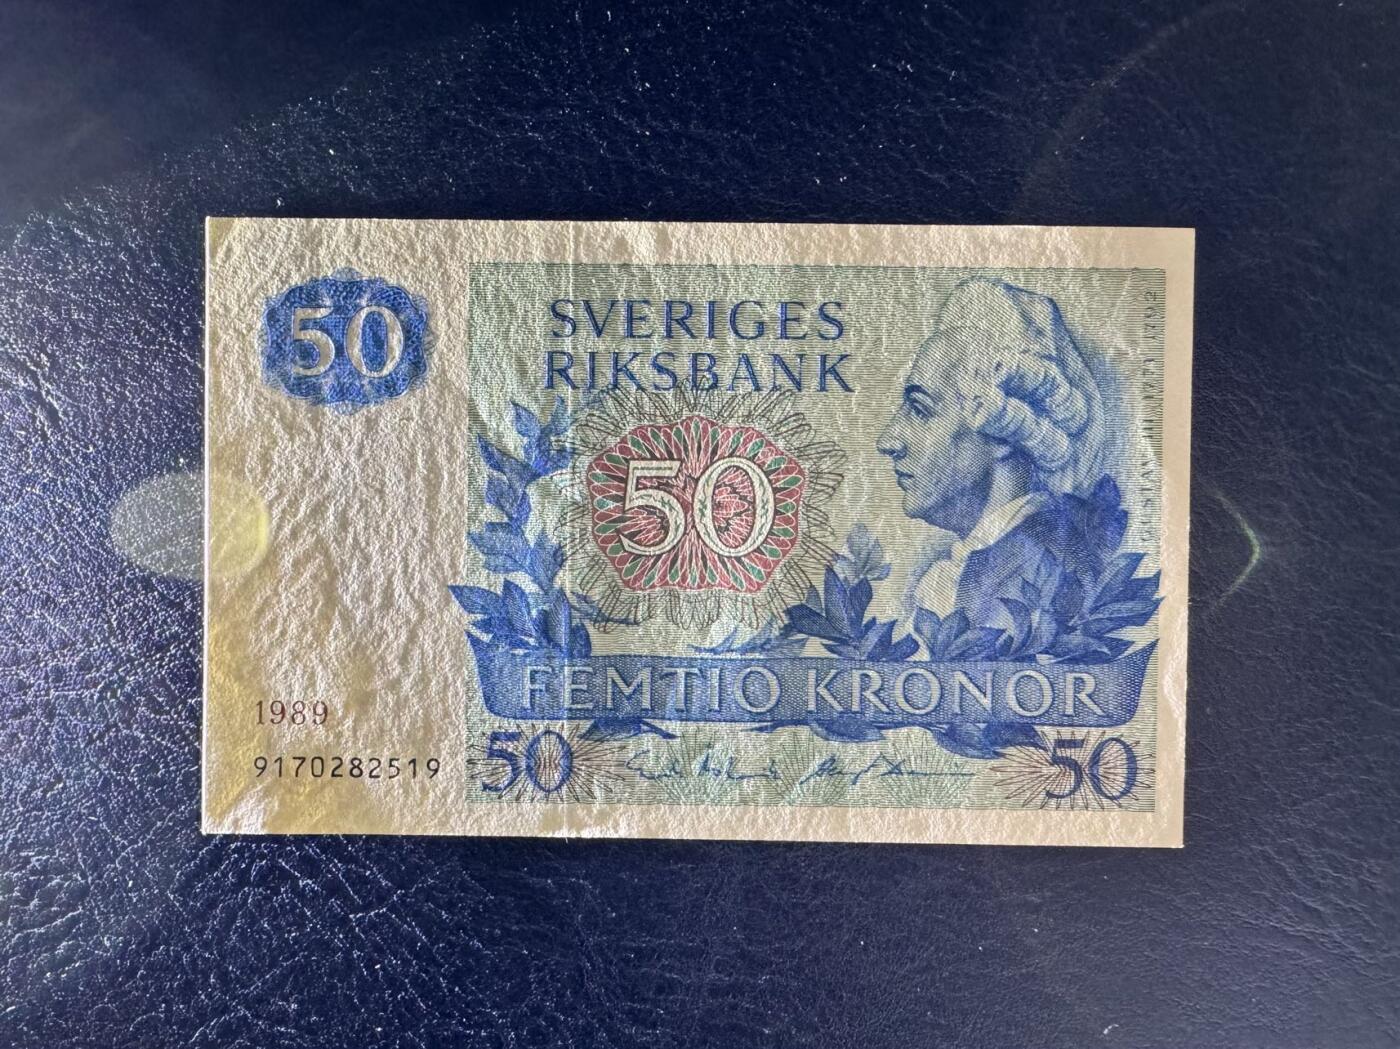 50
SVERIGES
RIKSBANK
50
FEMTIO KRONOR
1989
9170282519
50
50